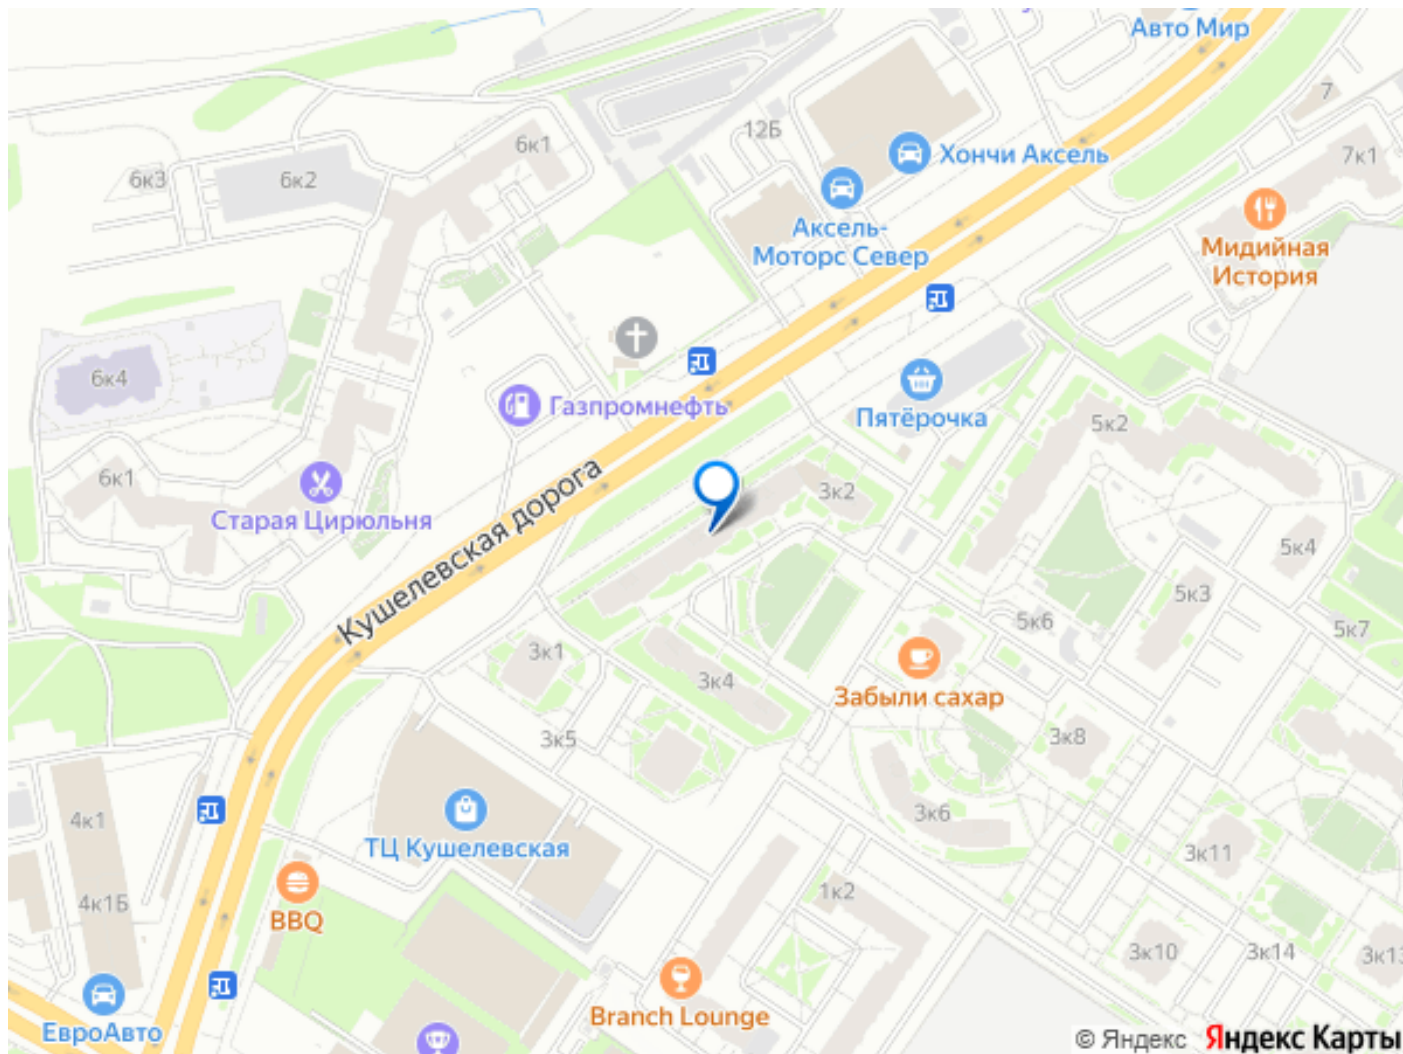 Авто Мир
7
12Б
6к1
7к1
Хончи Аксель
6к3
6к2
Аксель-
Моторс Север
Мидийная
История
6к4
Газпромнефть
Пятёрочка
5к2
6к1
3к2
Старая Цирюльня
Кушелевская дорога
5к4
5к3
5к6
5к7
3к1
3к4
Забыли сахар
3к5
3к8
4к1
3к6
ТЦ Кушелевская
3к11
4к1Б
1к2
BBQ
3к10
3к14
3к13
Branch Lounge
ЕвроАвто
© Яндекс Яндекс Карты